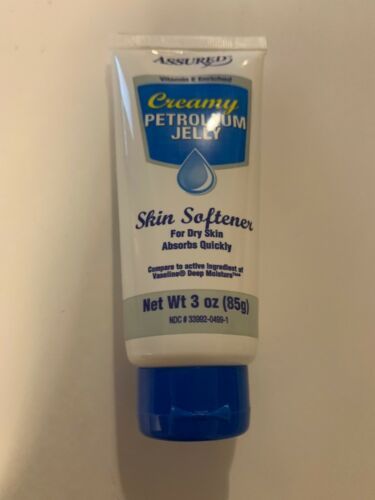 ASSURED
Vitamin E Enriched
Creamy
PETROLEUM
JELLY
Skin Softener
For Dry Skin
Absorbs Quickly
Compare to active ingredient of
Vaseline® Deep Moisture™*
Net Wt 3 oz (85g)
NDC # 33992-0499-1